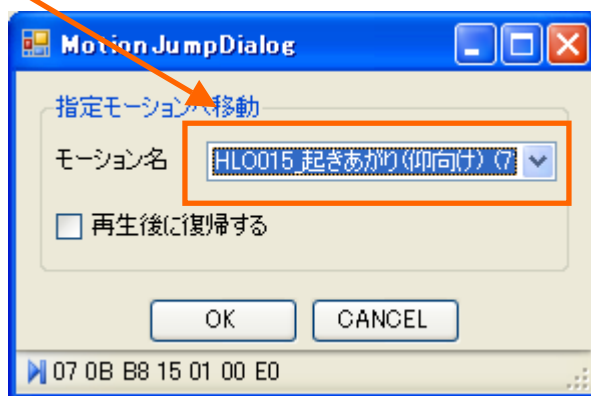 MotionJumpDialog
指定モーションへ移動
モーション名 HLO015_起きあがり(仰向け) (7
再生後に復帰する
OK CANCEL
07 0B B8 15 01 00 E0